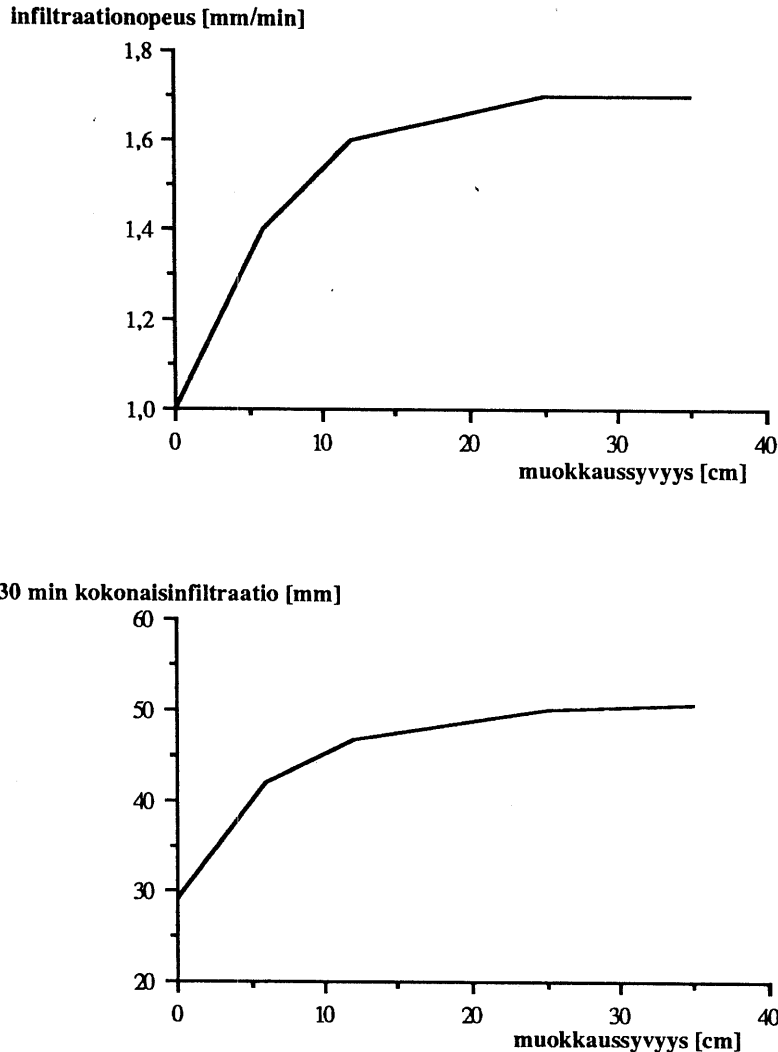 infiltraationopeus [mm/min]
1,8
1,6
1,4
1,2
1,0
0 10 20 30 40
muokkaussyvyys [cm]
30 min kokonaisinfiltraatio [mm]
60
50
40
30
20
0 10 20 30 40
muokkaussyvyys [cm]